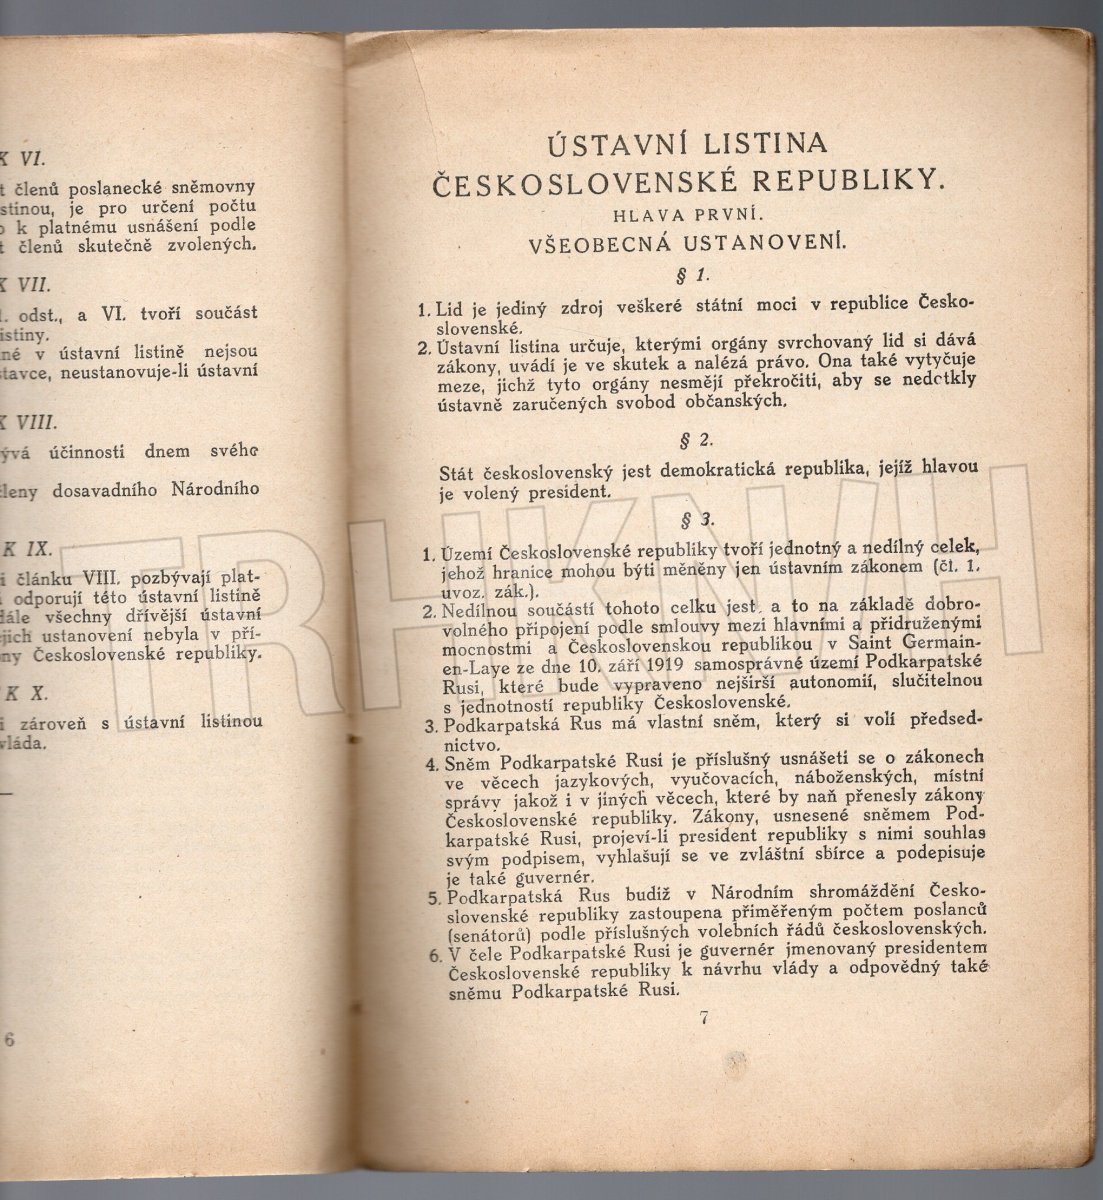 K VI.
t členů poslanecké sněmovny
stinou, je pro určení počtu
o k platnému usnášení podle
t členů skutečně zvolených.
K VII.
1. odst., a VI. tvoří součást
istiny.
né v ústavní listině nejsou
tavce, neustanovuje-li ústavní
K VIII.
ývá účinnosti dnem svého
leny dosavadního Národního
K IX.
i článku VIII. pozbývají plat-
odporují této ústavní listině
dále všechny dřívější ústavní
ejich ustanovení nebyla v pří-
ny Československé republiky.
K X.
i zároveň s ústavní listinou
vláda.
6
ÚSTAVNÍ LISTINA
ČESKOSLOVENSKÉ REPUBLIKY.
HLAVA PRVNÍ.
VŠEOBECNÁ USTANOVENÍ.
§ 1.
1. Lid je jediný zdroj veškeré státní moci v republice Česko-
slovenské.
2. Ústavní listina určuje, kterými orgány svrchovaný lid si dává
zákony, uvádí je ve skutek a nalézá právo. Ona také vytyčuje
meze, jichž tyto orgány nesmějí překročiti, aby se nedotkly
ústavně zaručených svobod občanských.
§ 2.
Stát československý jest demokratická republika, jejíž hlavou
je volený president.
§ 3.
1. Území Československé republiky tvoří jednotný a nedílný celek,
jehož hranice mohou býti měněny jen ústavním zákonem (čl. 1.
uvoz. zák.).
2. Nedílnou součástí tohoto celku jest, a to na základě dobro-
volného připojení podle smlouvy mezi hlavními a přidruženými
mocnostmi a Československou republikou v Saint Germain-
en-Laye ze dne 10. září 1919 samosprávné území Podkarpatské
Rusi, které bude vypraveno nejširší autonomií, slučitelnou
s jednotností republiky Československé.
3. Podkarpatská Rus má vlastní sněm, který si volí předsed-
nictvo.
4. Sněm Podkarpatské Rusi je příslušný usnášeti se o zákonech
ve věcech jazykových, vyučovacích, náboženských, místní
správy jakož i v jiných věcech, které by naň přenesly zákony
Československé republiky. Zákony, usnesené sněmem Pod-
karpatské Rusi, projeví-li president republiky s nimi souhlas
svým podpisem, vyhlašují se ve zvláštní sbírce a podepisuje
je také guvernér.
5. Podkarpatská Rus budiž v Národním shromáždění Česko-
slovenské republiky zastoupena přiměřeným počtem poslanců
(senátorů) podle příslušných volebních řádů československých.
6. V čele Podkarpatské Rusi je guvernér jmenovaný presidentem
Československé republiky k návrhu vlády a odpovědný také
sněmu Podkarpatské Rusi.
7